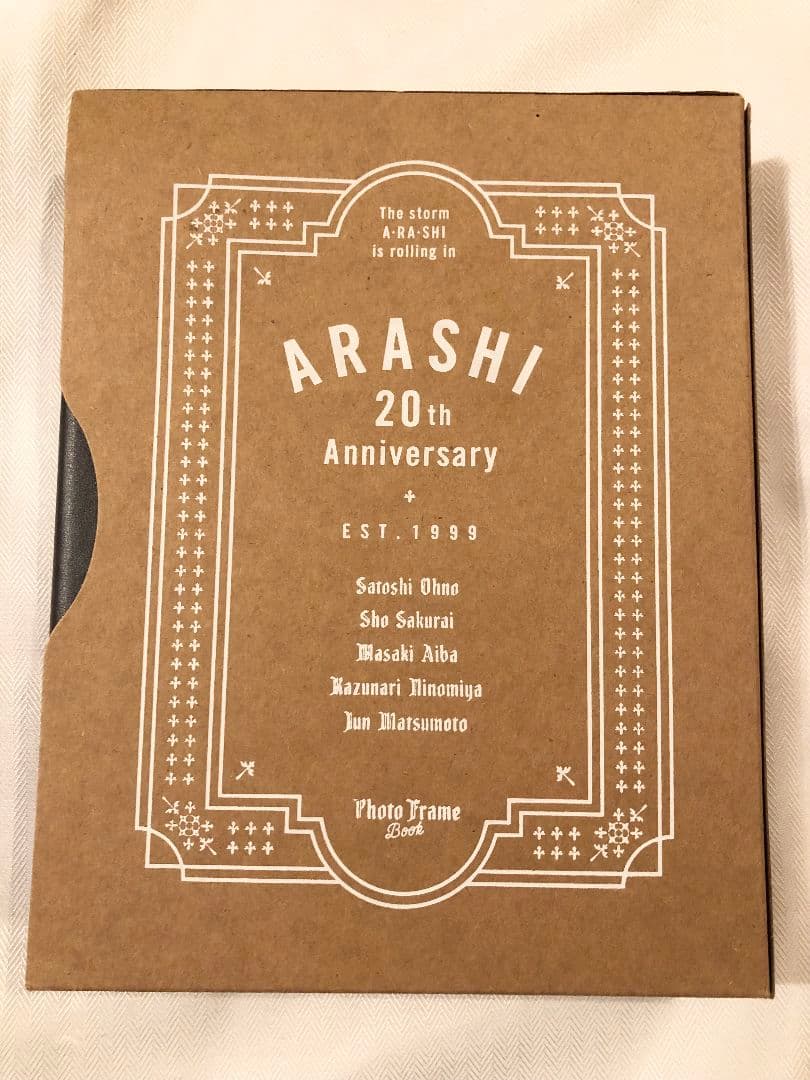 The storm
A·RA·SHI
is rolling in
ARASHI
20th
Anniversary
EST.1999
Satoshi Ohno
Sho Sakurai
Masaki Aiba
Kazunari Ninomiya
Jun Matsumoto
Photo Frame
Book